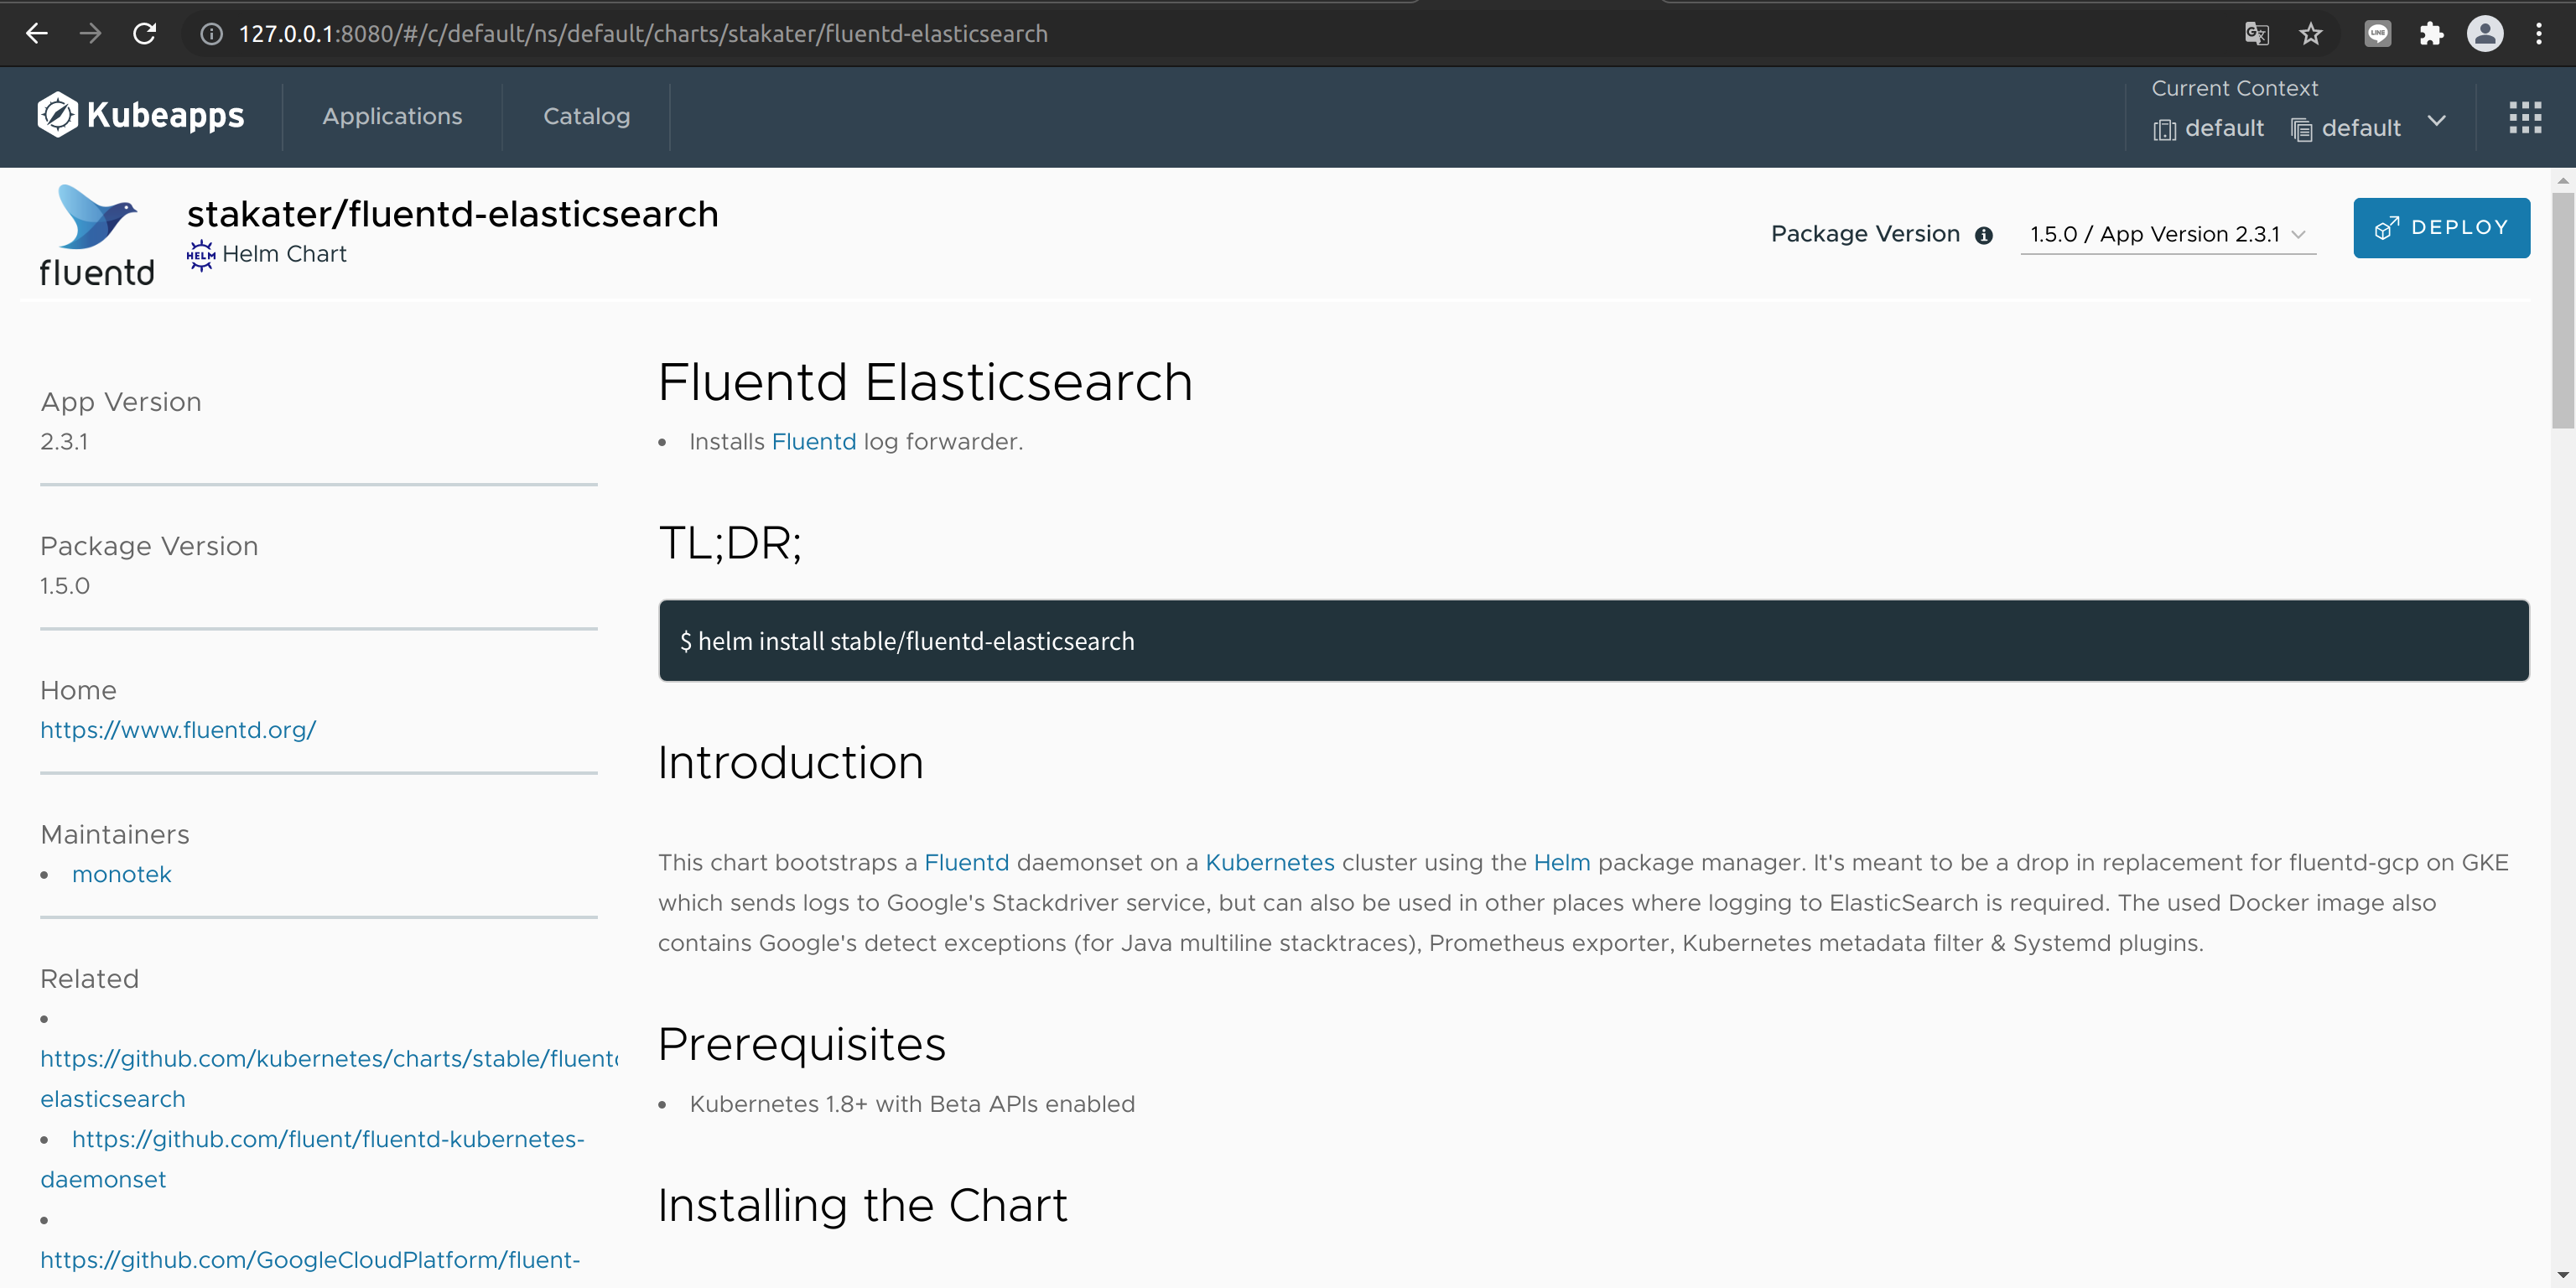 127.0.0.1:8080/#/c/default/ns/default/charts/stakater/fluentd-elasticsearch
LINE
Kubeapps
Applications
Catalog
Current Context
default
default
fluentd
stakater/fluentd-elasticsearch
HELM
Helm Chart
Package Version
1.5.0 / App Version 2.3.1
DEPLOY
App Version
2.3.1
Package Version
1.5.0
Home
https://www.fluentd.org/
Maintainers
• monotek
Related
•
https://github.com/kubernetes/charts/stable/fluentd
elasticsearch
• https://github.com/fluent/fluentd-kubernetes-
daemonset
•
https://github.com/GoogleCloudPlatform/fluent-
Fluentd Elasticsearch
• Installs Fluentd log forwarder.
TL;DR;
$ helm install stable/fluentd-elasticsearch
Introduction
This chart bootstraps a Fluentd daemonset on a Kubernetes cluster using the Helm package manager. It's meant to be a drop in replacement for fluentd-gcp on GKE
which sends logs to Google's Stackdriver service, but can also be used in other places where logging to ElasticSearch is required. The used Docker image also
contains Google's detect exceptions (for Java multiline stacktraces), Prometheus exporter, Kubernetes metadata filter & Systemd plugins.
Prerequisites
• Kubernetes 1.8+ with Beta APIs enabled
Installing the Chart